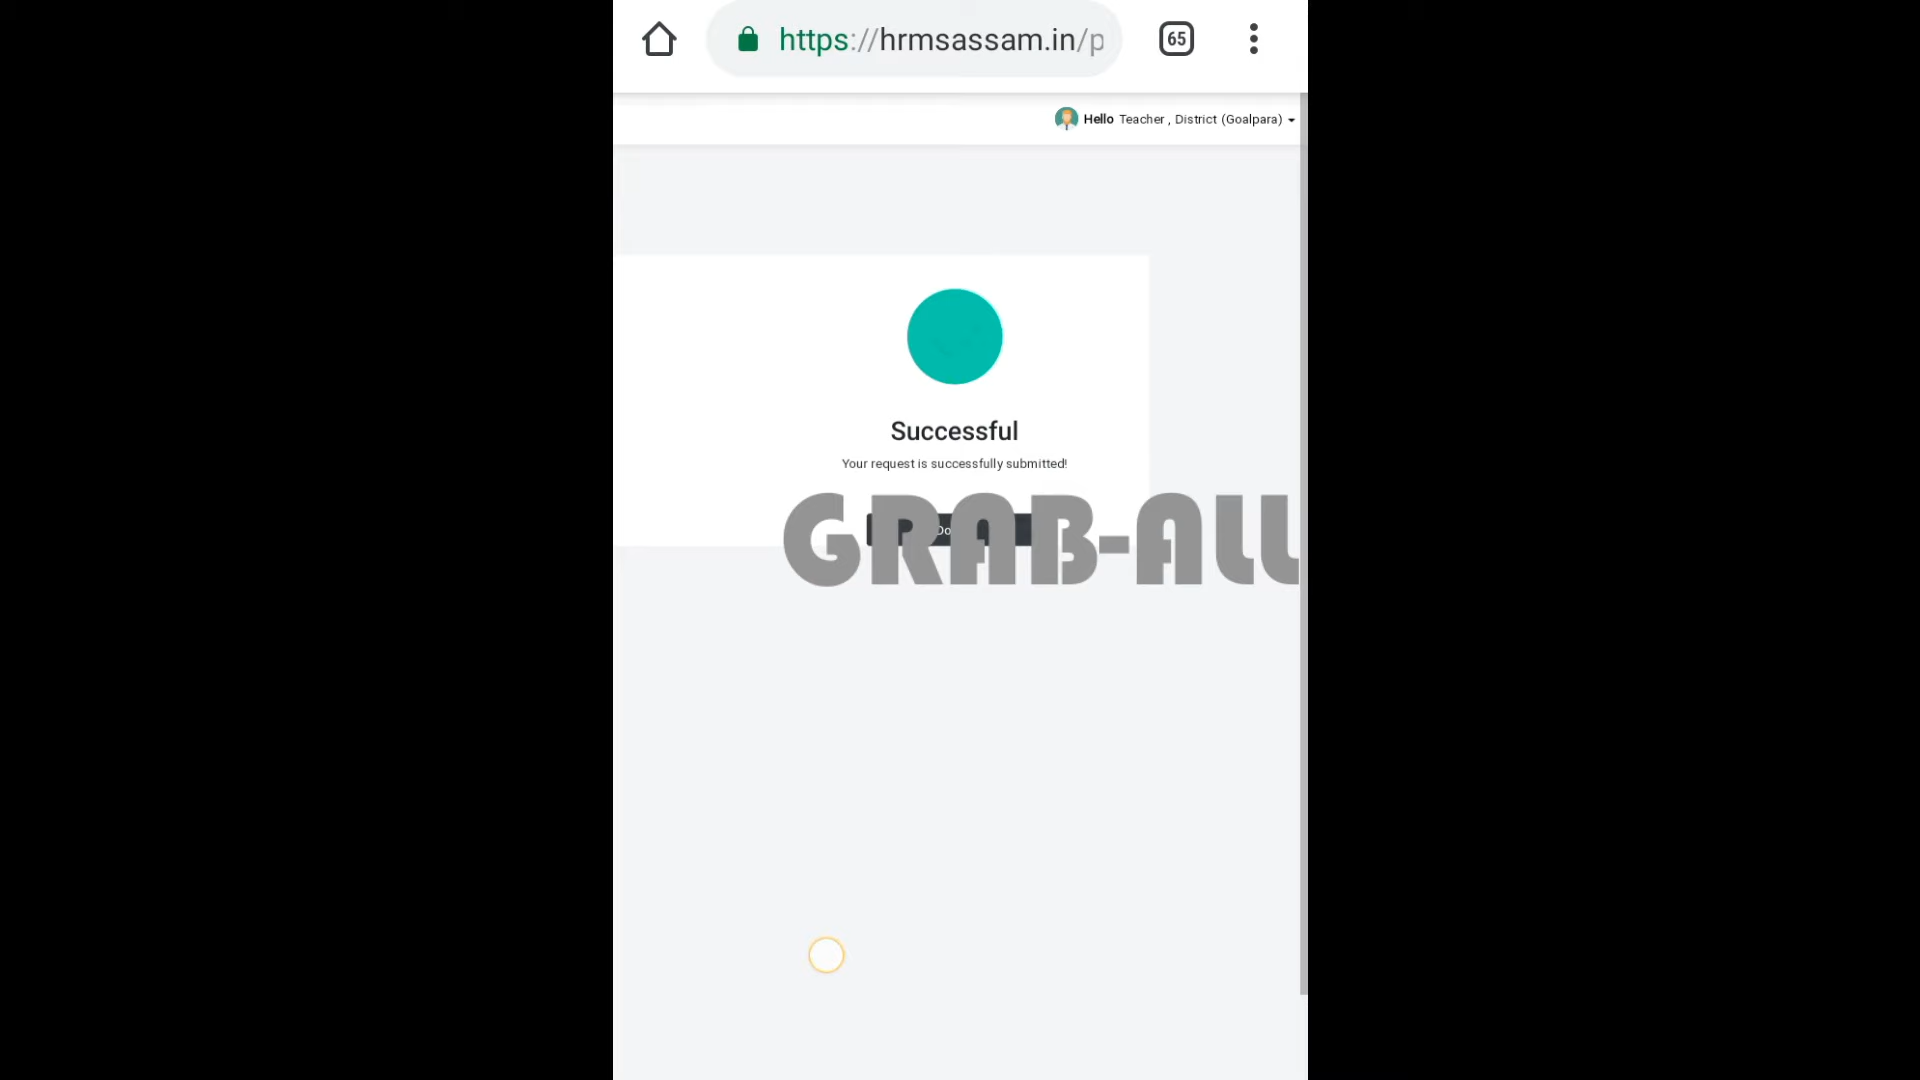 https://hrmsassam.in/p
65
Hello Teacher , District (Goalpara)
Successful
Your request is successfully submitted!
GRAB-ALL